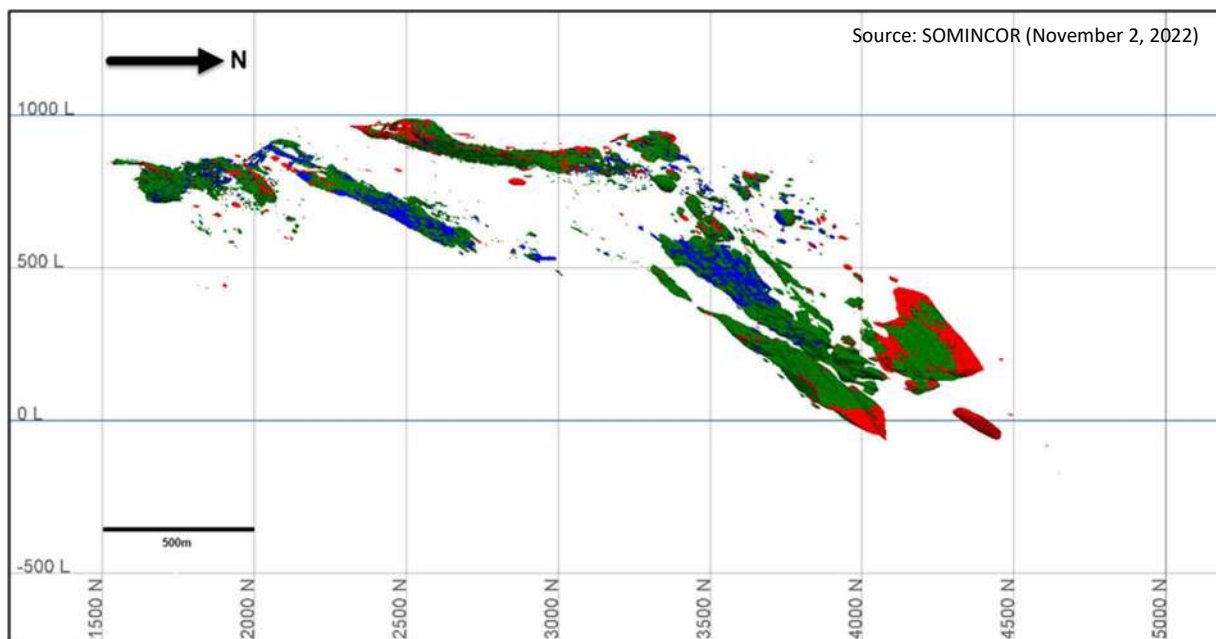 Source: SOMINCOR (November 2, 2022)
N
1000 L
500 L
0 L
500m
-500 L
1500 N
2000 N
2500 N
3000 N
3500 N
4000 N
4500 N
5000 N